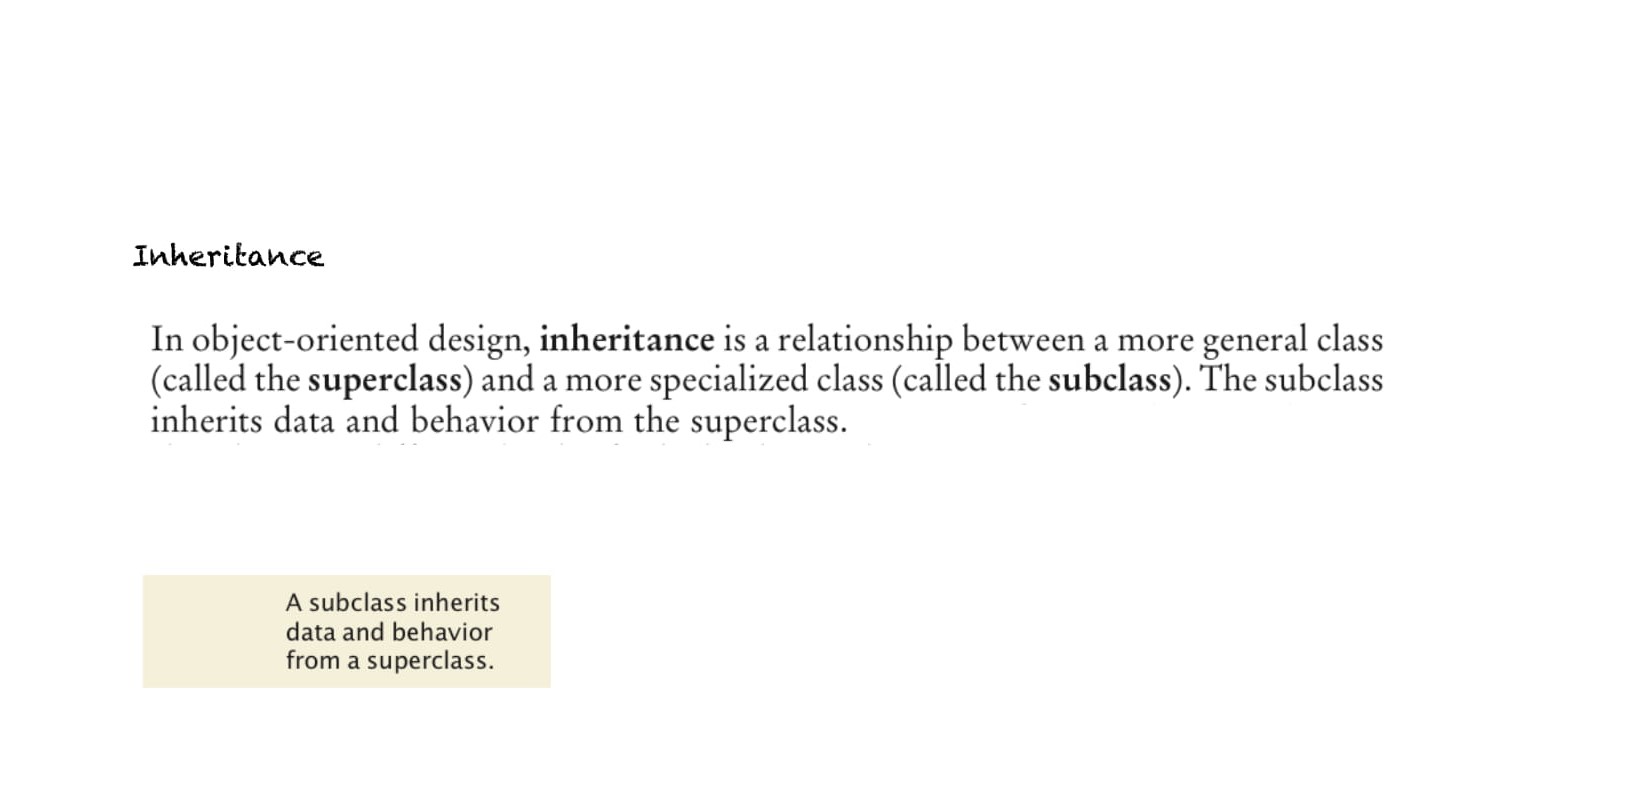 Inheritance
In object-oriented design, inheritance is a relationship between a more general class
(called the superclass) and a more specialized class (called the subclass). The subclass
inherits data and behavior from the superclass.
A subclass inherits
data and behavior
from a superclass.